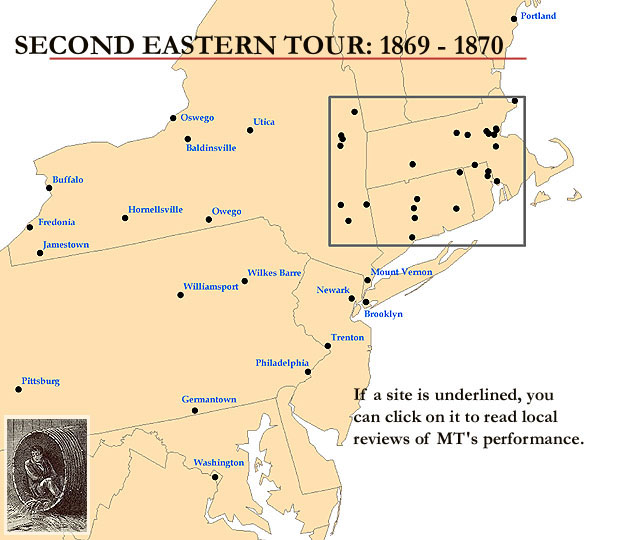 Portland
SECOND EASTERN TOUR: 1869 - 1870
Oswego
Utica
Baldinsville
Buffalo
Hornellsville
Owego
Fredonia
Jamestown
Mount Vernon
Wilkes Barre
Williamsport
Newark
Brooklyn
Trenton
Philadelphia
Pittsburg
Germantown
If a site is underlined, you
can click on it to read local
reviews of MT's performance.
Washington